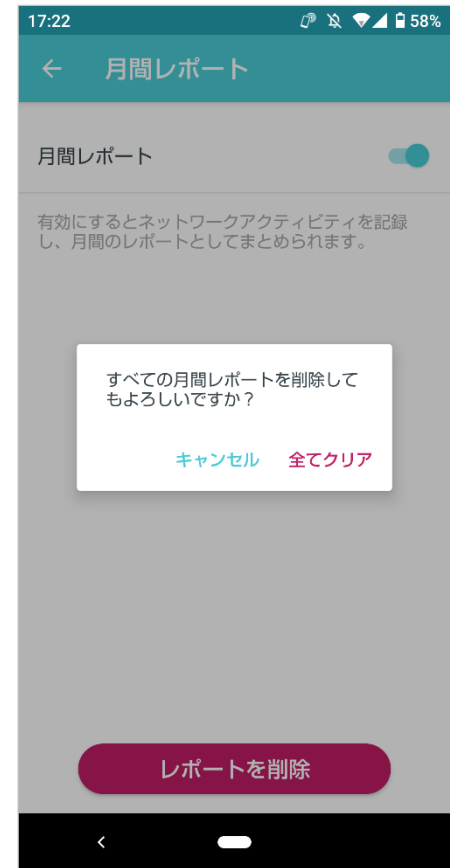 17:22
58%
月間レポート
月間レポート
有効にするとネットワークアクティビティを記録
し、月間のレポートとしてまとめられます。
すべての月間レポートを削除して
もよろしいですか？
キャンセル 全てクリア
レポートを削除